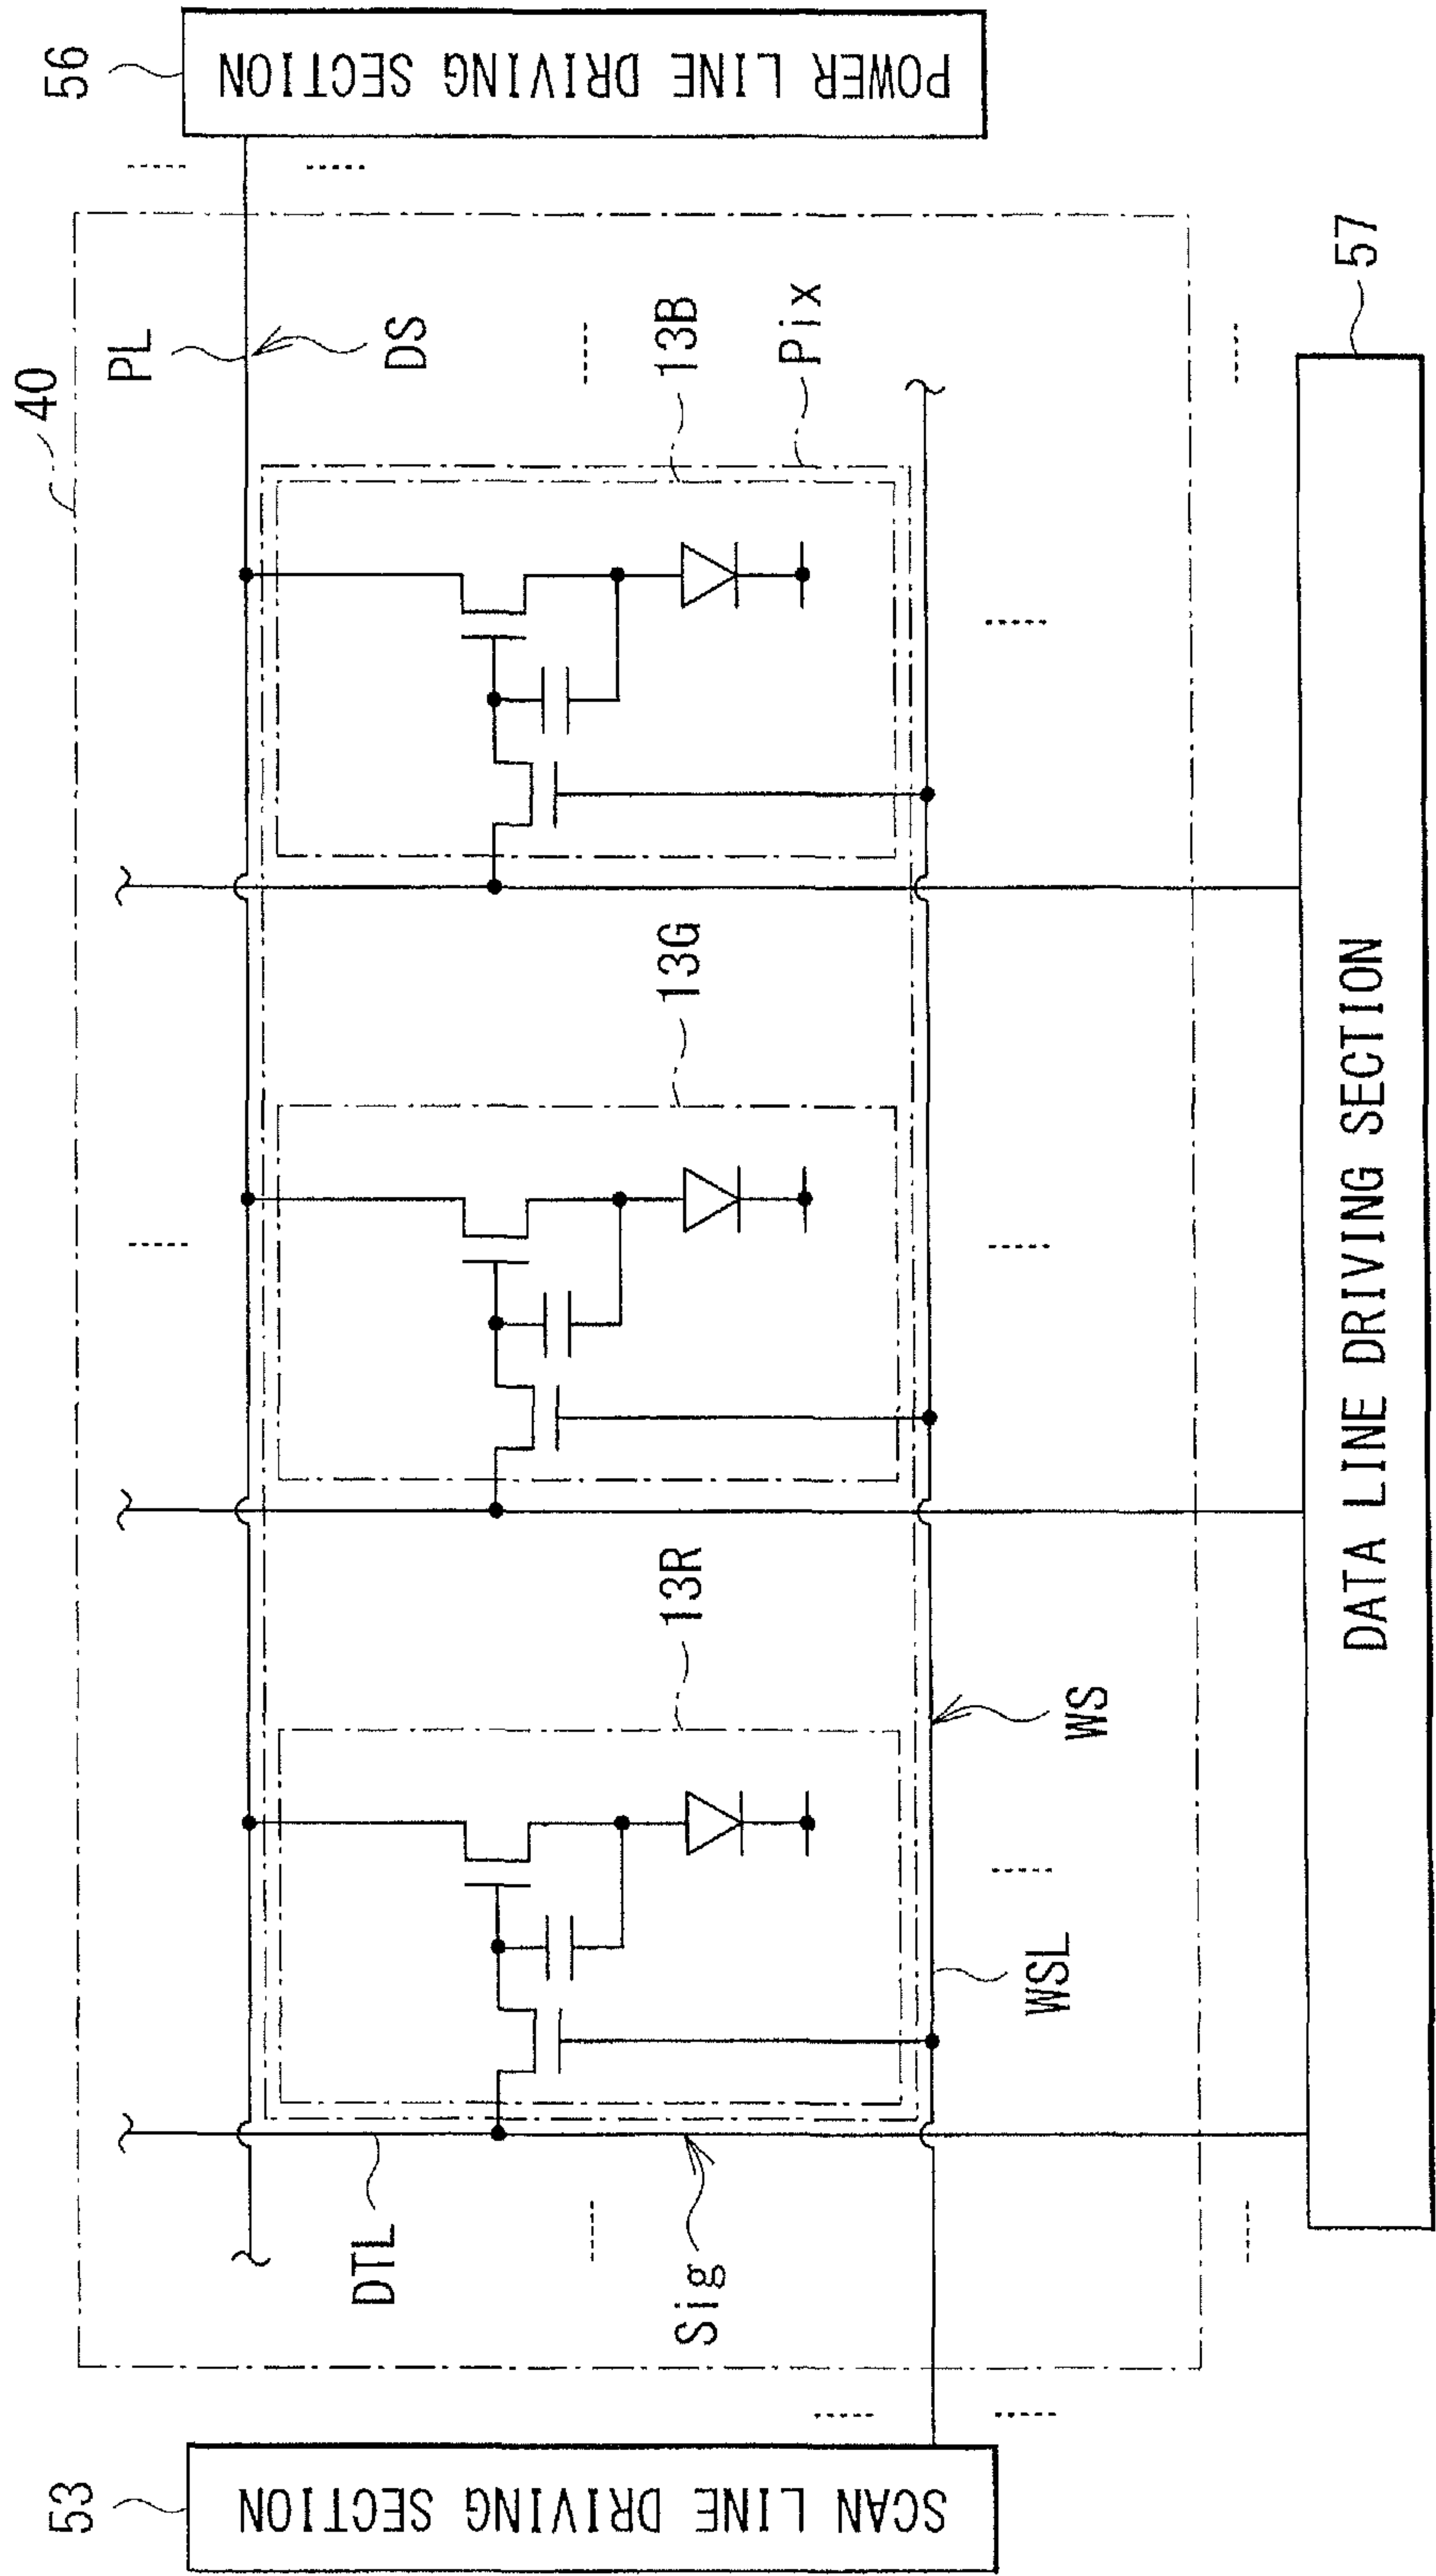 40
PL
DS
56
POWER LINE DRIVING SECTION
13R
13G
13B
Pix
DTL
Sig
WSL
WS
53
SCAN LINE DRIVING SECTION
DATA LINE DRIVING SECTION
57